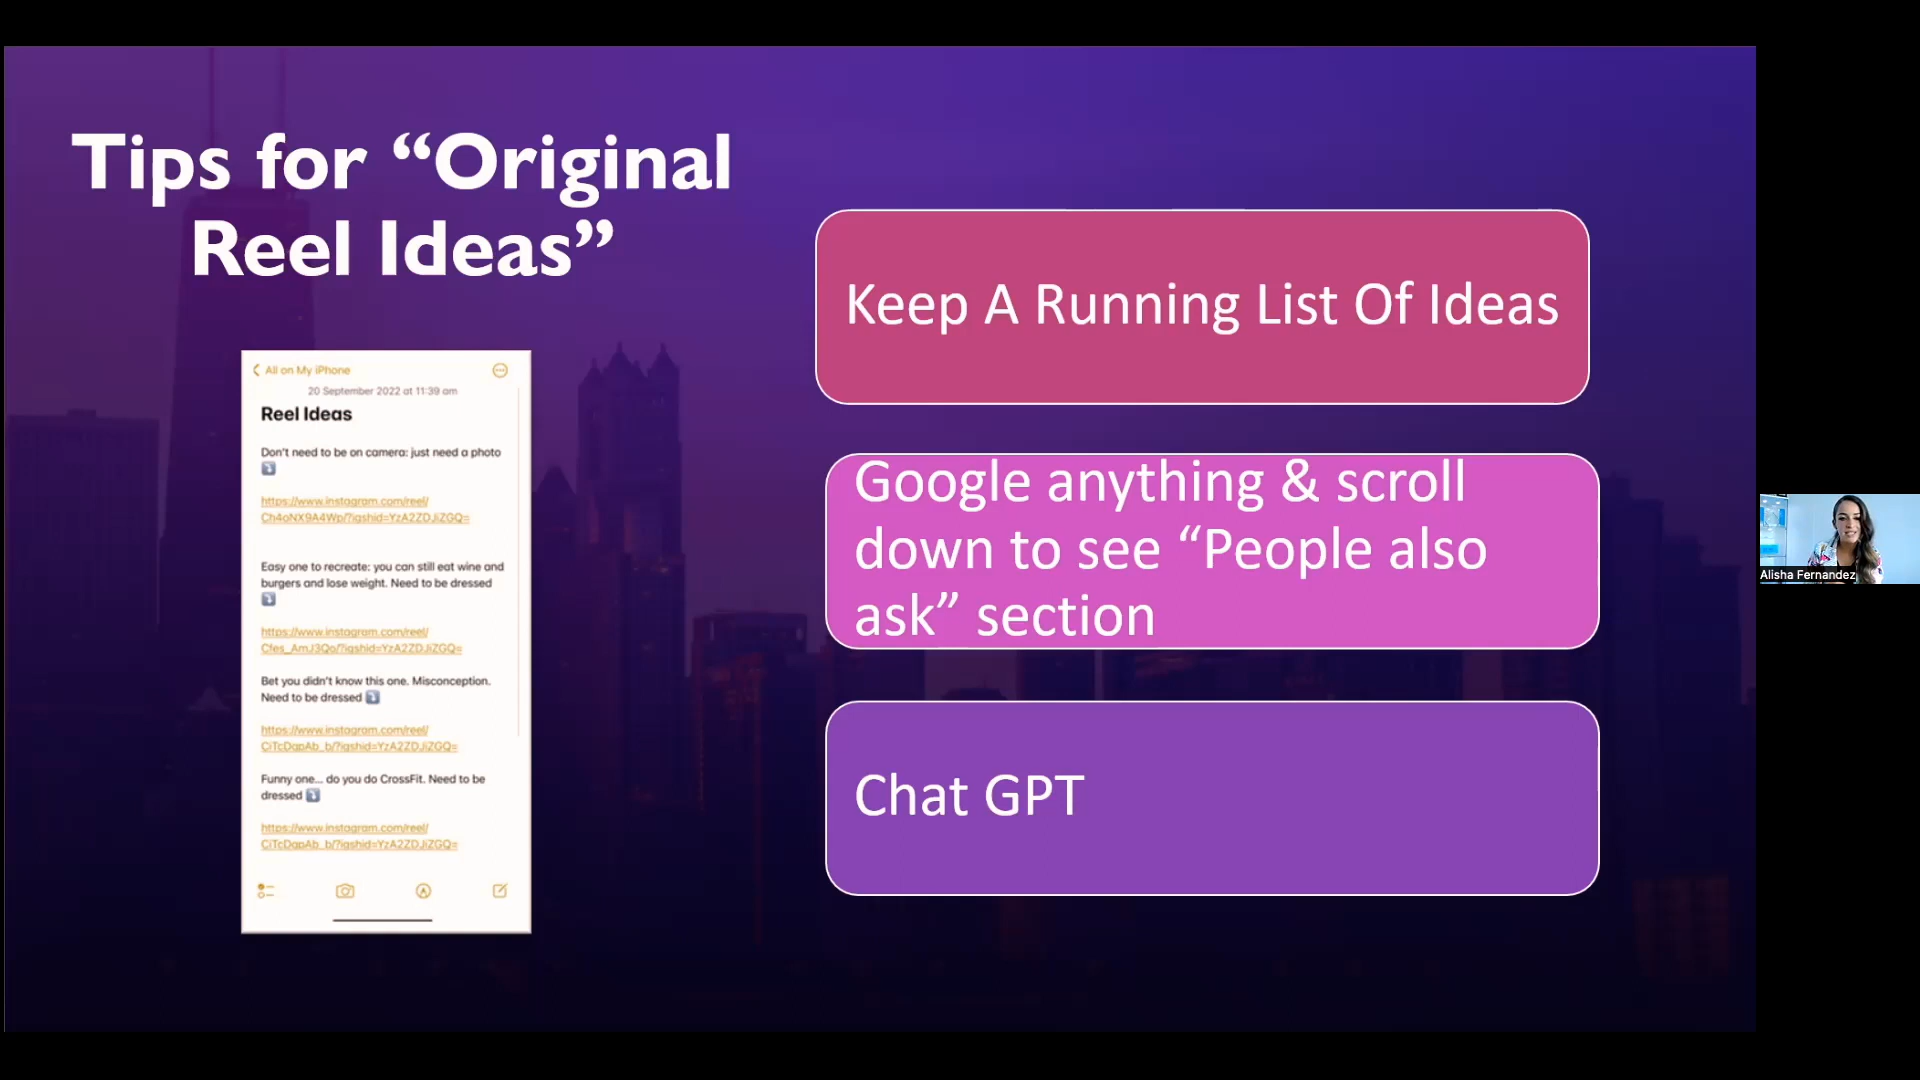 Tips for “Original
Reel Ideas”
All on My iPhone
20 September 2022 at 11:39 am
Reel Ideas
Don't need to be on camera: just need a photo
https://www.instagram.com/reel/
Ch4oNX9A4Wp/?igshid=YzA2ZDJiZGQ=
Easy one to recreate: you can still eat wine and
burgers and lose weight. Need to be dressed
https://www.instagram.com/reel/
Cfes_AmJ3Qo/?igshid=YzA2ZDJiZGQ=
Bet you didn't know this one. Misconception.
Need to be dressed
https://www.instagram.com/reel/
CiTcDqpAb_b/?igshid=YzA2ZDJiZGQ=
Funny one... do you do CrossFit. Need to be
dressed
https://www.instagram.com/reel/
CiTcDqpAb_b/?igshid=YzA2ZDJiZGQ=
Keep A Running List Of Ideas
Google anything & scroll
down to see “People also
ask” section
Chat GPT
Alisha Fernandez